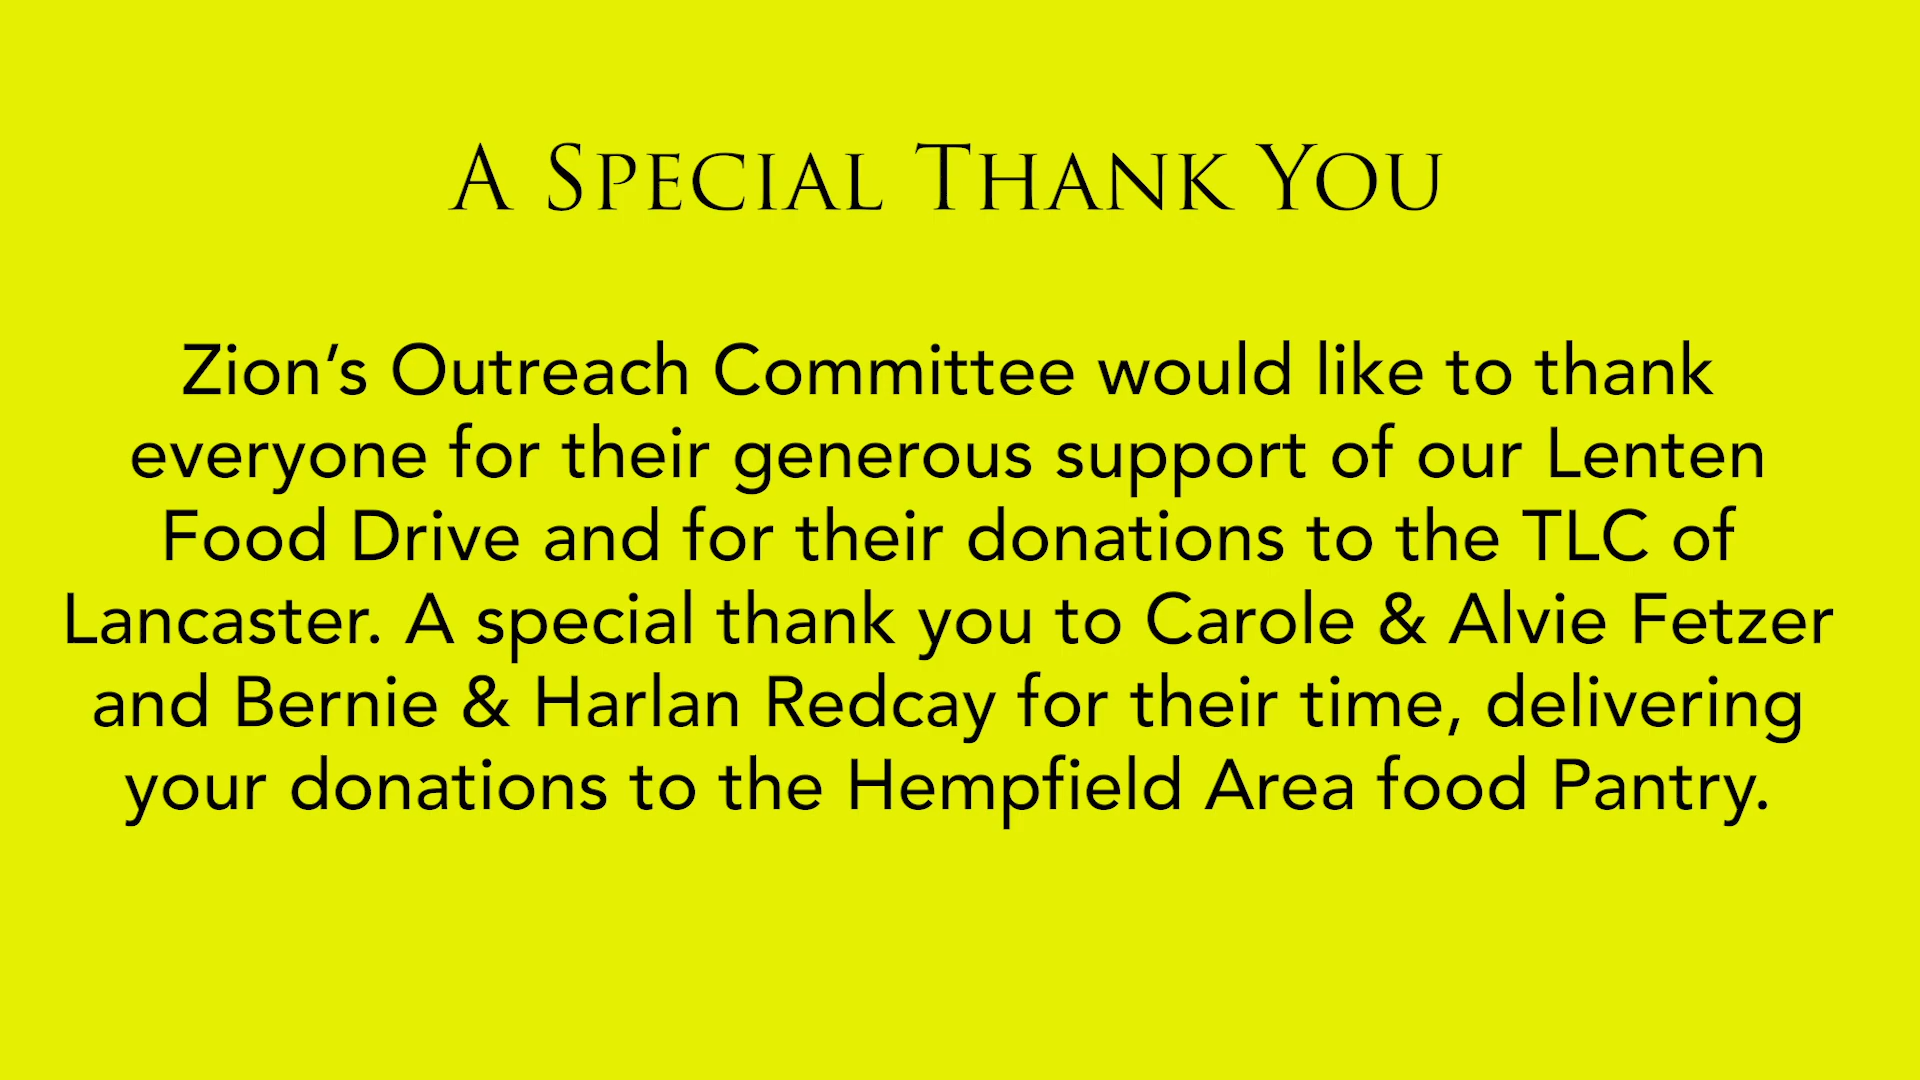 A Special Thank You
Zion’s Outreach Committee would like to thank
everyone for their generous support of our Lenten
Food Drive and for their donations to the TLC of
Lancaster. A special thank you to Carole & Alvie Fetzer
and Bernie & Harlan Redcay for their time, delivering
your donations to the Hempfield Area food Pantry.